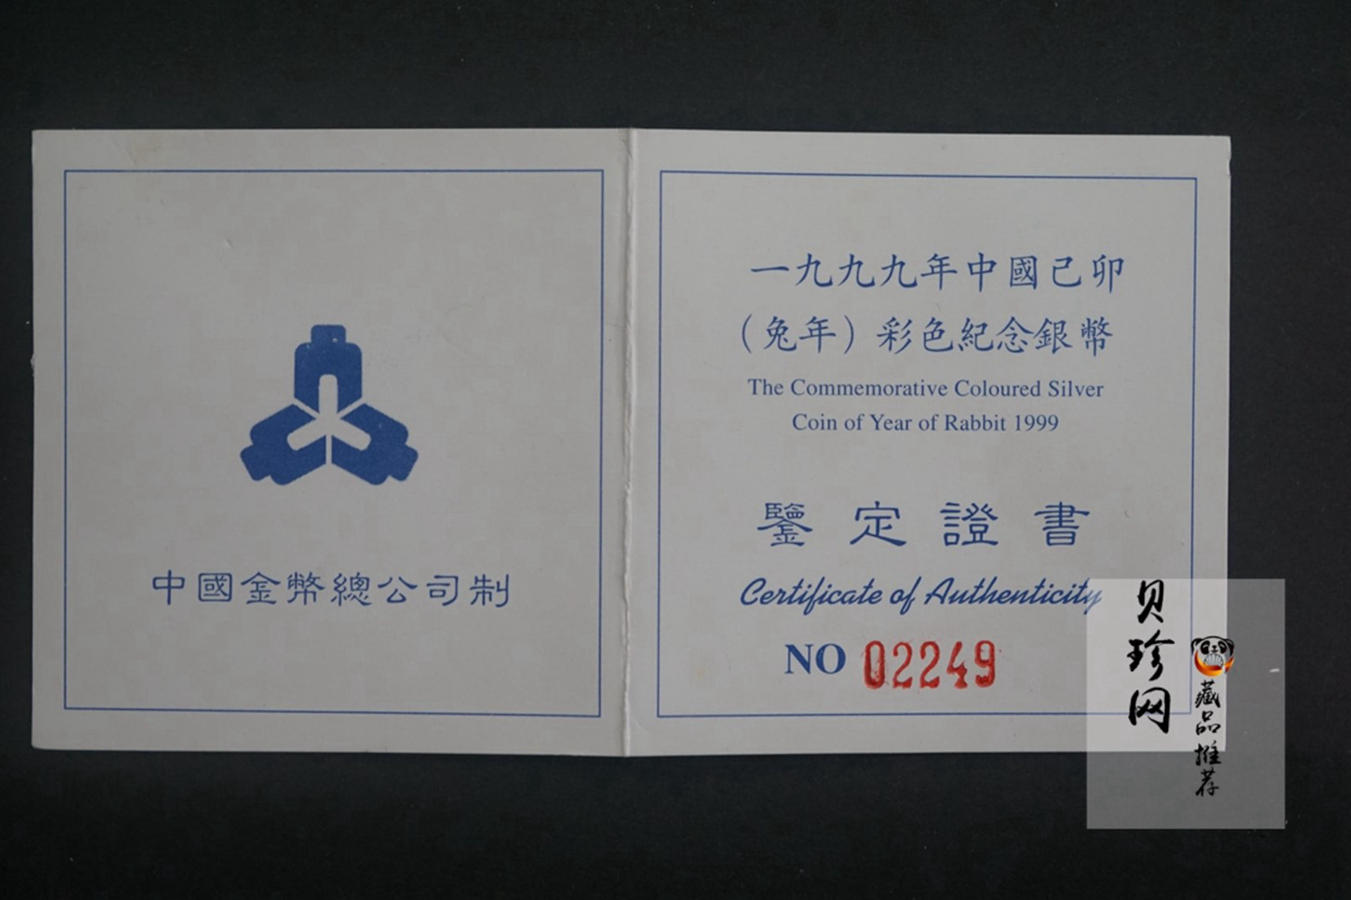 中國金幣總公司制
一九九九年中國己卯
（兔年）彩色紀念銀幣
The Commemorative Coloured Silver
Coin of Year of Rabbit 1999
鑒定證書
Certificate of Authenticity
NO 02249
贝珍网
藏品推荐